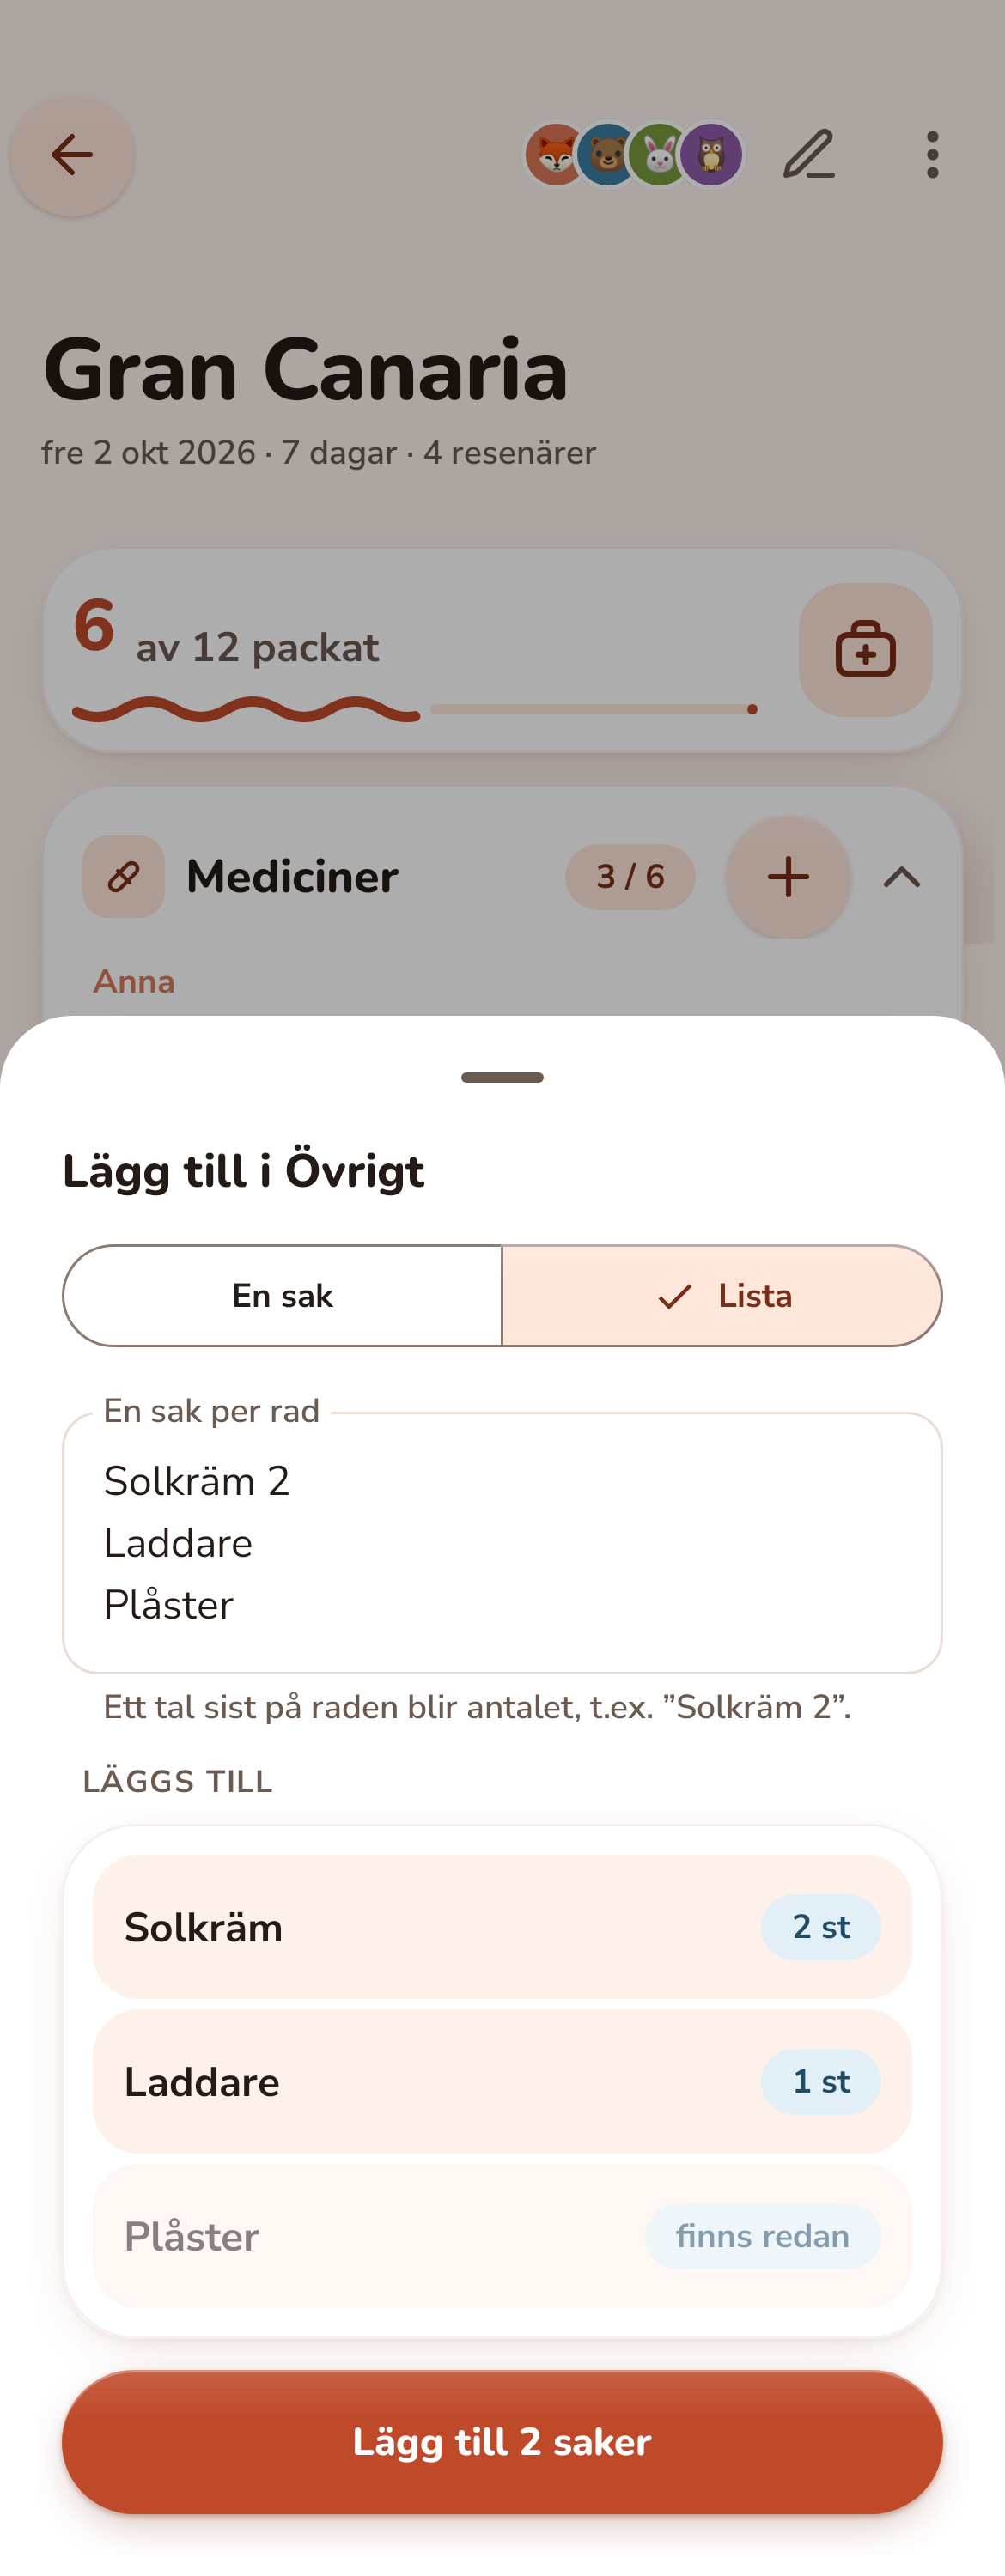 Gran Canaria
fre 2 okt 2026 · 7 dagar · 4 resenärer
6 av 12 packat
Mediciner 3 / 6
Anna
Lägg till i Övrigt
En sak Lista
En sak per rad
Solkräm 2
Laddare
Plåster
Ett tal sist på raden blir antalet, t.ex. ”Solkräm 2”.
LÄGGS TILL
Solkräm 2 st
Laddare 1 st
Plåster finns redan
Lägg till 2 saker